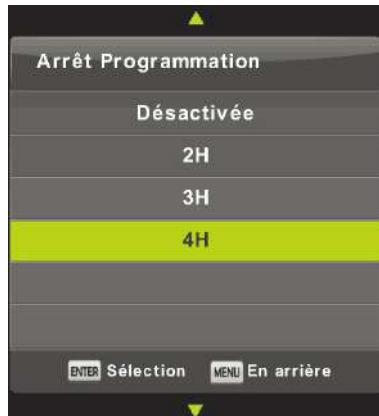 Arrêt Programmation
Désactivée
2H
3H
4H
ENTER Sélection MENU En arrière